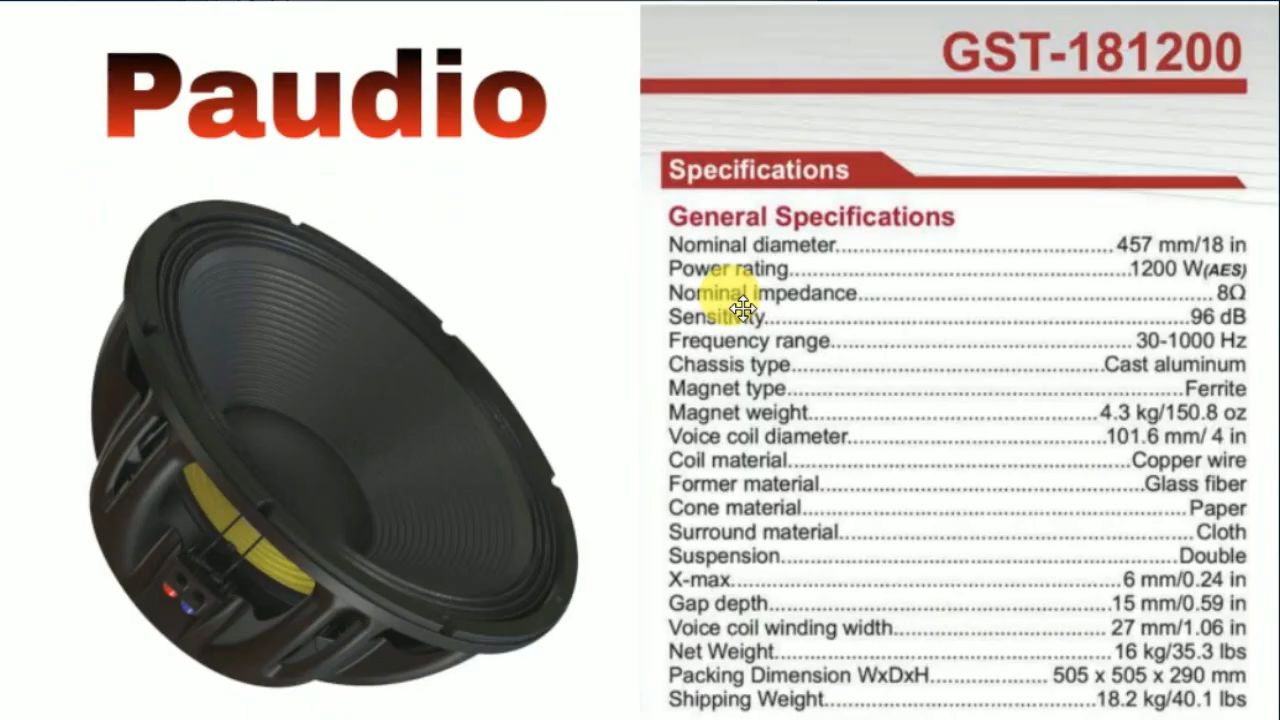 Paudio
GST-181200
Specifications
General Specifications
Nominal diameter................................................ 457 mm/18 in
Power rating...........................................................1200 W(AES)
Nominal impedance............................................................. 8Ω
Sensitivity.........................................................................96 dB
Frequency range.................................................... 30-1000 Hz
Chassis type......................................................Cast aluminum
Magnet type....................................................................Ferrite
Magnet weight.................................................. 4.3 kg/150.8 oz
Voice coil diameter.............................................101.6 mm/ 4 in
Coil material...........................................................Copper wire
Former material........................................................Glass fiber
Cone material.................................................................. Paper
Surround material............................................................. Cloth
Suspension.....................................................................Double
X-max.................................................................... 6 mm/0.24 in
Gap depth............................................................15 mm/0.59 in
Voice coil winding width..................................... 27 mm/1.06 in
Net Weight.......................................................... 16 kg/35.3 lbs
Packing Dimension WxDxH.................... 505 x 505 x 290 mm
Shipping Weight...............................................18.2 kg/40.1 lbs